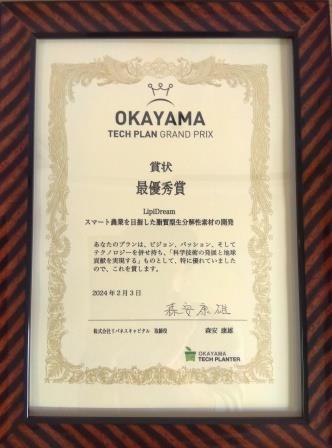 OKAYAMA
TECH PLAN GRAND PRIX
賞状
最優秀賞
LipiDream
スマート農業を目指した脂質型生分解性素材の開発
あなたのプランは、ビジョン、パッション、そして
テクノロジーを併せ持ち、「科学技術の発展と地球
貢献を実現する」ものとして、特に優れていました
ので、これを賞します。
2024年2月3日
森安康雄
株式会社リバネスキャピタル 取締役 森安 康雄
OKAYAMA
TECH PLANTER